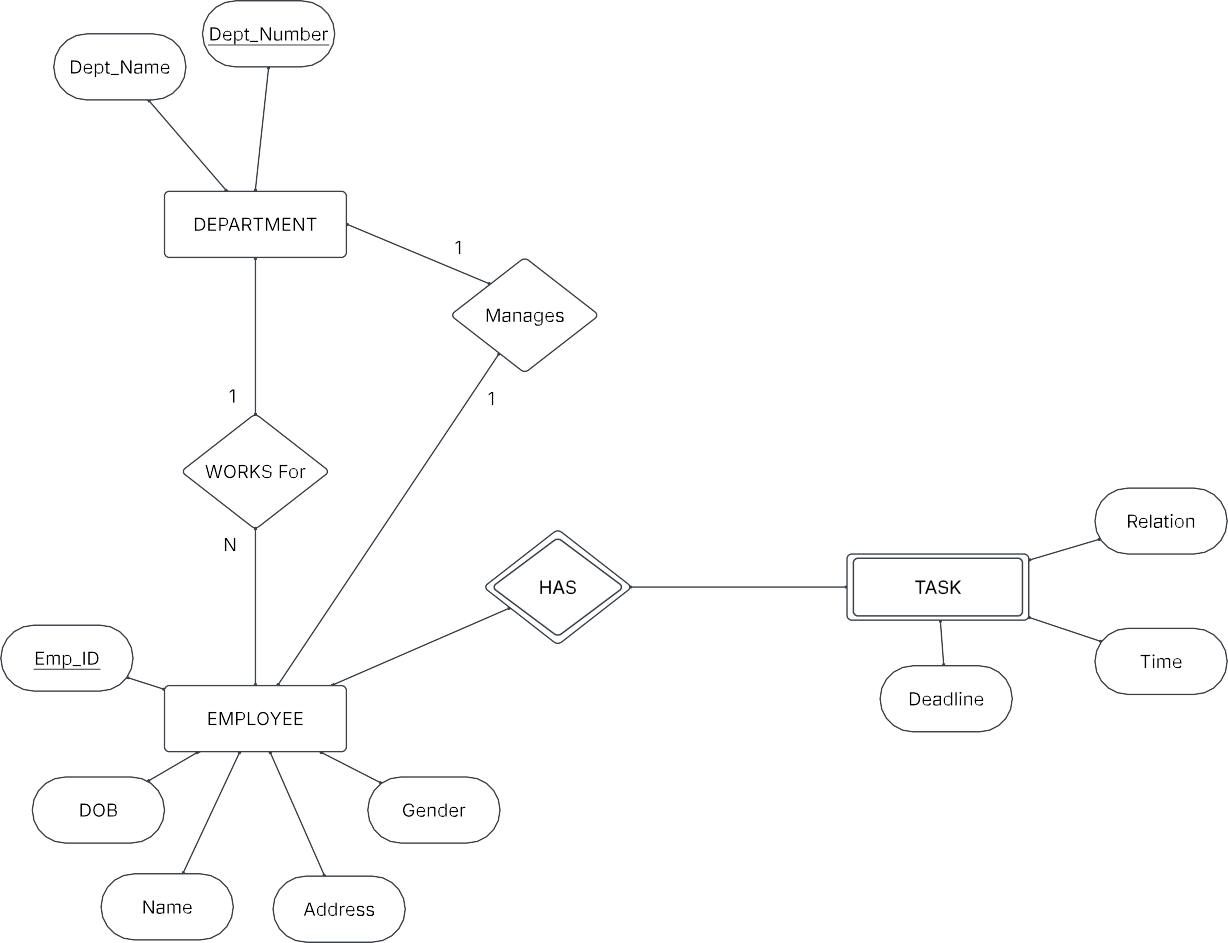 Dept_Number
Dept_Name
DEPARTMENT
1
Manages
1
1
WORKS For
N
Relation
HAS
TASK
Emp_ID
Time
Deadline
EMPLOYEE
DOB
Gender
Name
Address